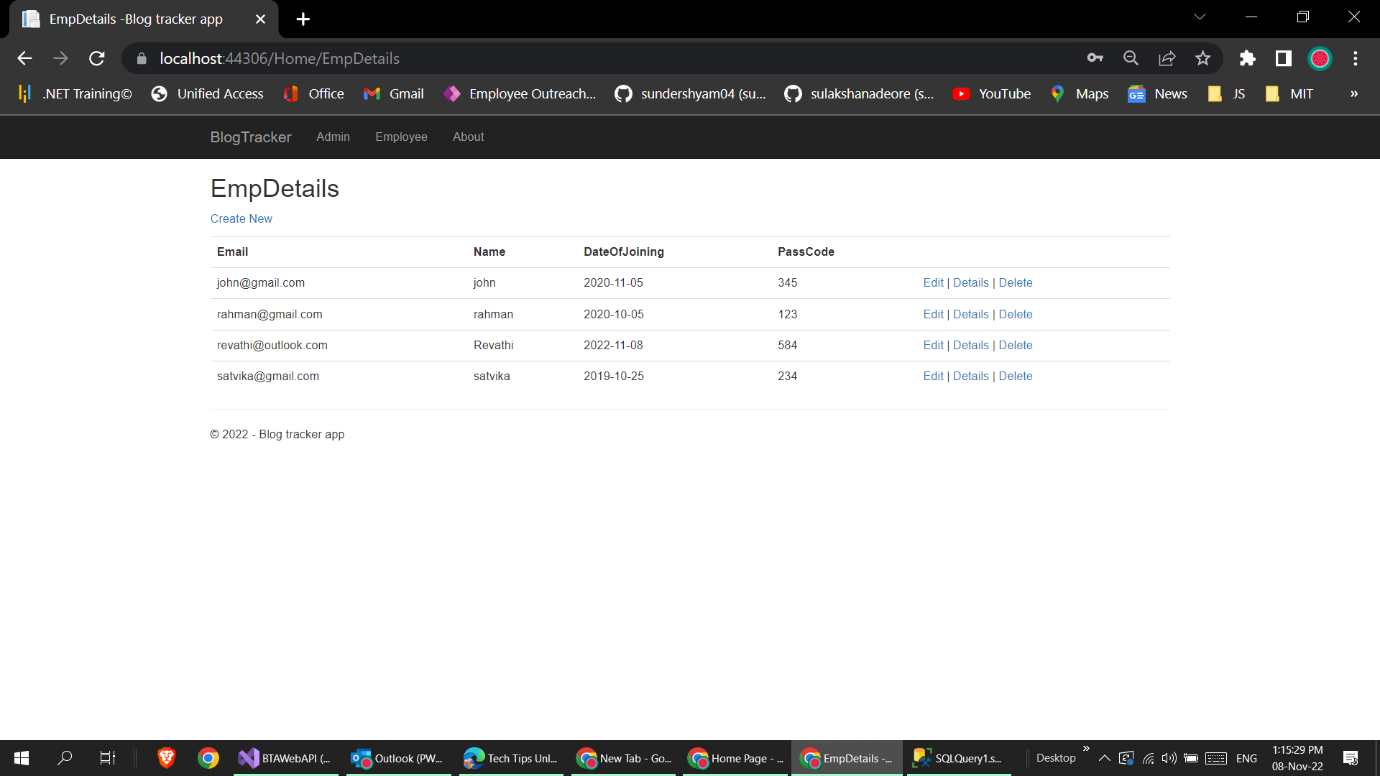 EmpDetails -Blog tracker app
localhost:44306/Home/EmpDetails
.NET Training© Unified Access Office Gmail Employee Outreach... sundershyam04 (su... sulakshanadeore (s... YouTube Maps News JS MIT »
BlogTracker Admin Employee About
EmpDetails
Create New
Email Name DateOfJoining PassCode
john@gmail.com john 2020-11-05 345 Edit | Details | Delete
rahman@gmail.com rahman 2020-10-05 123 Edit | Details | Delete
revathi@outlook.com Revathi 2022-11-08 584 Edit | Details | Delete
satvika@gmail.com satvika 2019-10-25 234 Edit | Details | Delete
© 2022 - Blog tracker app
BTAWebAPI (... Outlook (PW... Tech Tips Unl... New Tab - Go... Home Page - ... EmpDetails -... SQLQuery1.s... Desktop » ENG 1:15:29 PM
08-Nov-22